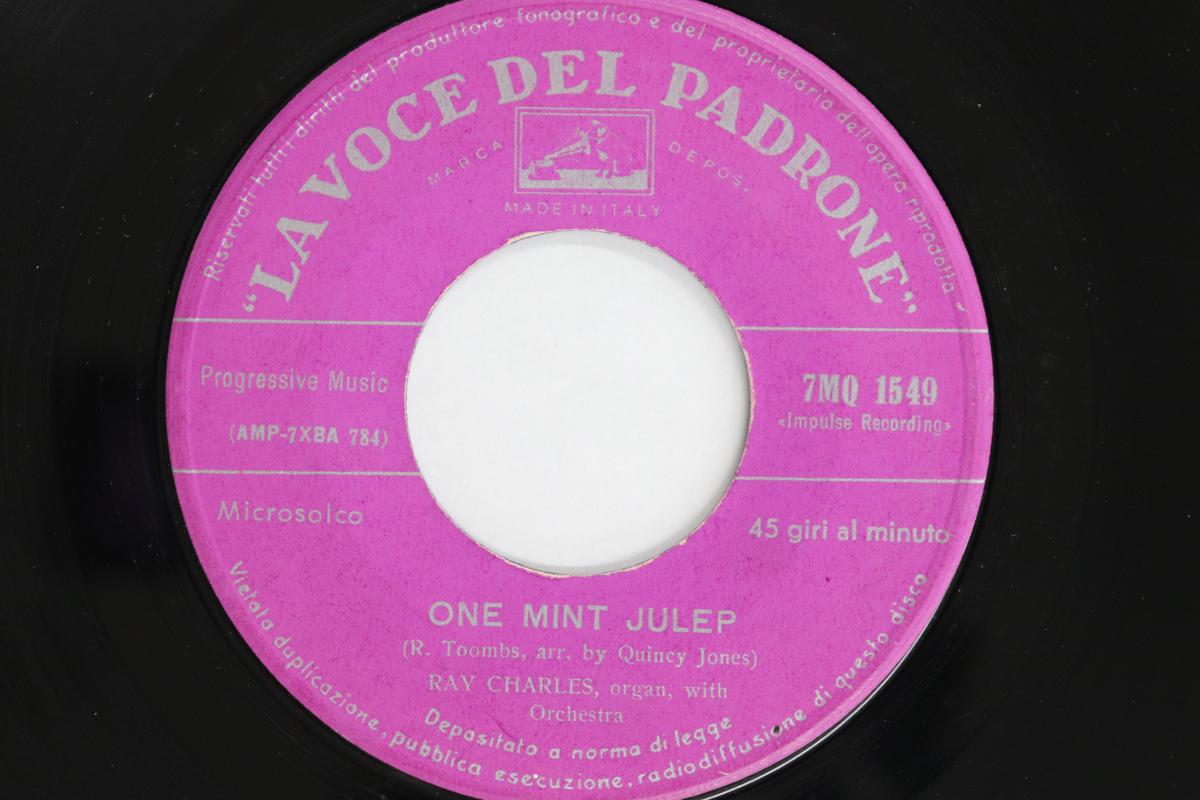 Riservati tutti i diritti del produttore fonografico e del proprietario dell'opera riprodotta
"LA VOCE DEL PADRONE"
MARCA DEPOS.
MADE IN ITALY
Progressive Music
(AMP-7XBA 784)
7MQ 1549
«Impulse Recording»
Microsolco
45 giri al minuto
ONE MINT JULEP
(R. Toombs, arr. by Quincy Jones)
RAY CHARLES, organ, with
Orchestra
Depositato a norma di legge
Vietata duplicazione, pubblica esecuzione, radiodiffusione di questo disco